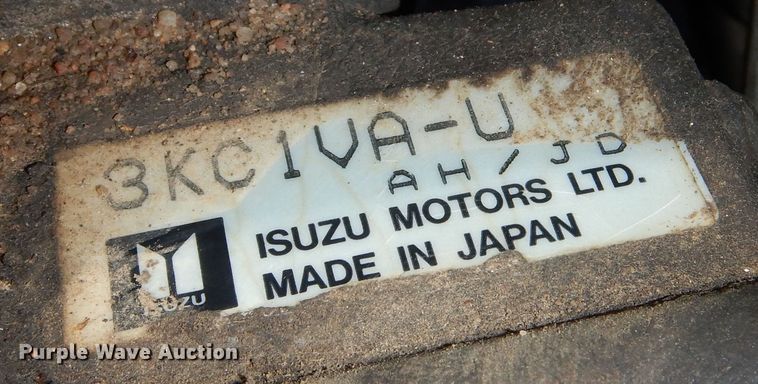 3KC1VA-U
AH/JD
ISUZU MOTORS LTD.
MADE IN JAPAN
ISUZU
Purple Wave Auction